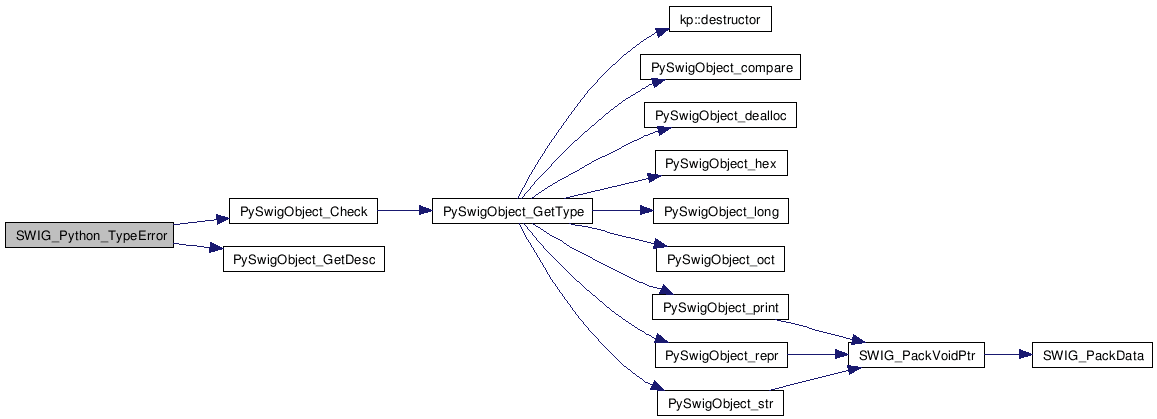 SWIG_Python_TypeError
PySwigObject_Check
PySwigObject_GetDesc
PySwigObject_GetType
kp::destructor
PySwigObject_compare
PySwigObject_dealloc
PySwigObject_hex
PySwigObject_long
PySwigObject_oct
PySwigObject_print
PySwigObject_repr
PySwigObject_str
SWIG_PackVoidPtr
SWIG_PackData